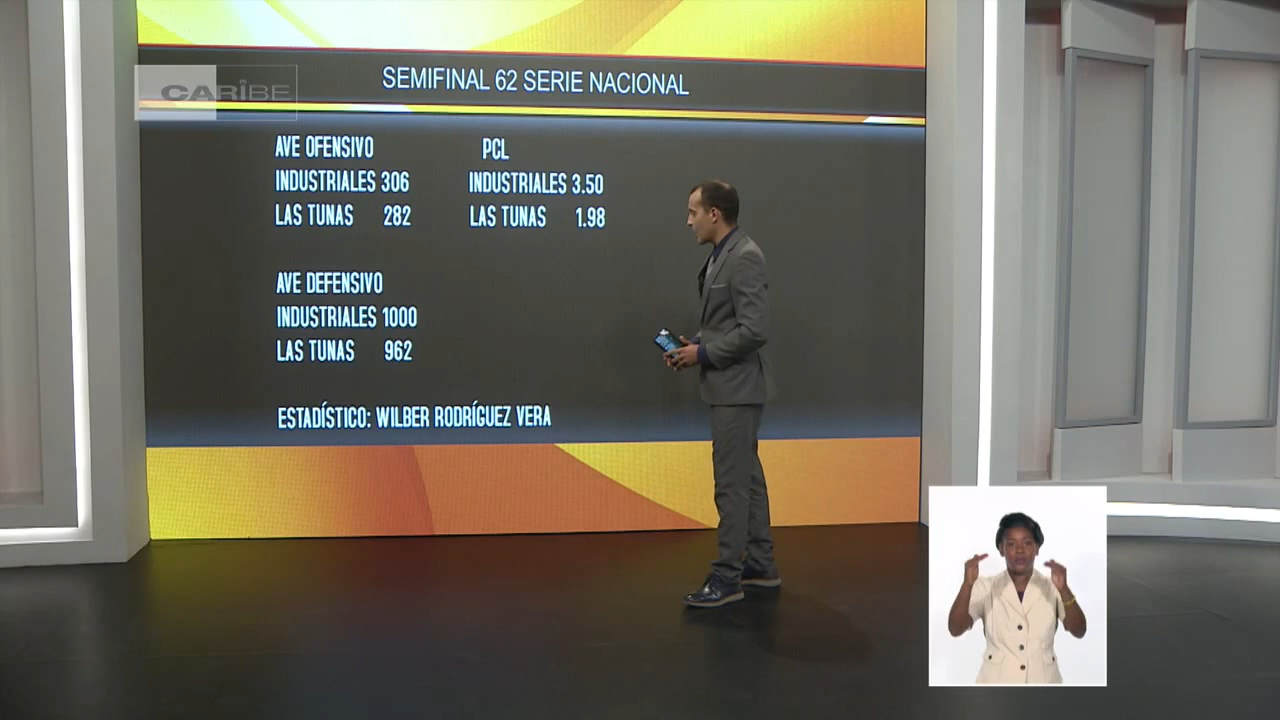 CARIBE
SEMIFINAL 62 SERIE NACIONAL
AVE OFENSIVO
INDUSTRIALES 306
LAS TUNAS 282
PCL
INDUSTRIALES 3.50
LAS TUNAS 1.98
AVE DEFENSIVO
INDUSTRIALES 1000
LAS TUNAS 962
ESTADÍSTICO: WILBER RODRÍGUEZ VERA